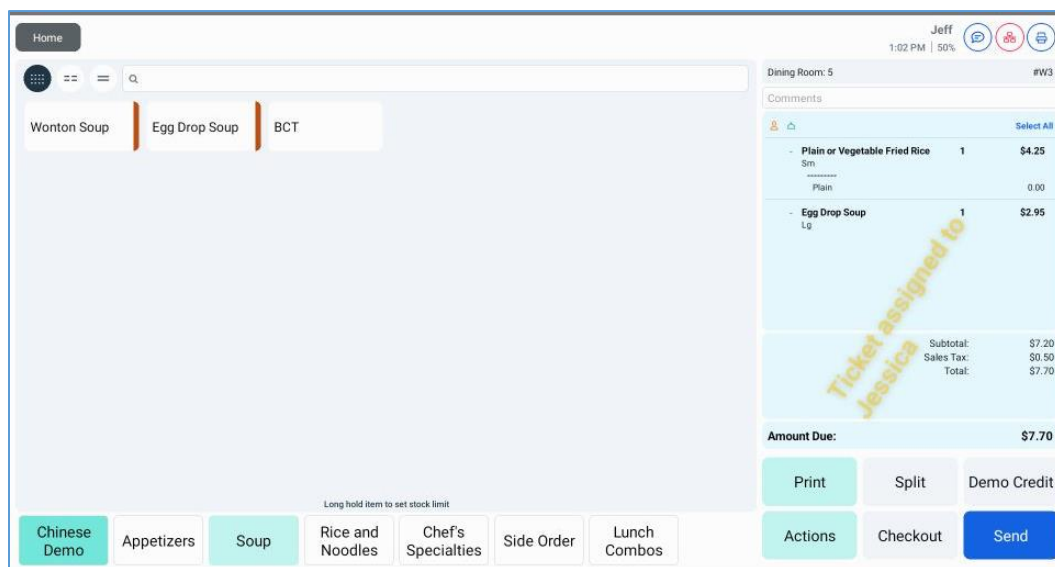 Home
Jeff
1:02 PM | 50%
Dining Room: 5 #W3
Comments
Select All
Wonton Soup Egg Drop Soup BCT
- Plain or Vegetable Fried Rice 1 $4.25
Sm
---------
Plain 0.00
- Egg Drop Soup 1 $2.95
Lg
Ticket assigned to
Jessica
Subtotal: $7.20
Sales Tax: $0.50
Total: $7.70
Amount Due: $7.70
Long hold item to set stock limit
Print Split Demo Credit
Chinese
Demo
Appetizers
Soup
Rice and
Noodles
Chef's
Specialties
Side Order
Lunch
Combos
Actions Checkout Send